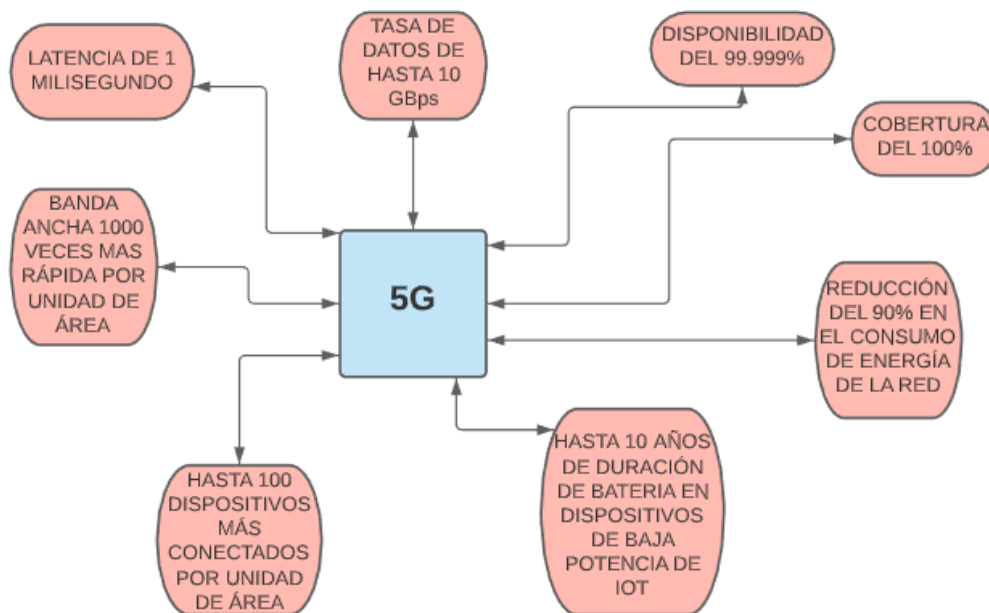 LATENCIA DE 1
MILISEGUNDO
TASA DE
DATOS DE
HASTA 10
GBps
DISPONIBILIDAD
DEL 99.999%
COBERTURA
DEL 100%
BANDA
ANCHA 1000
VECES MAS
RÁPIDA POR
UNIDAD DE
ÁREA
5G
REDUCCIÓN
DEL 90% EN
EL CONSUMO
DE ENERGÍA
DE LA RED
HASTA 100
DISPOSITIVOS
MÁS
CONECTADOS
POR UNIDAD
DE ÁREA
HASTA 10 AÑOS
DE DURACIÓN
DE BATERIA EN
DISPOSITIVOS
DE BAJA
POTENCIA DE
IOT